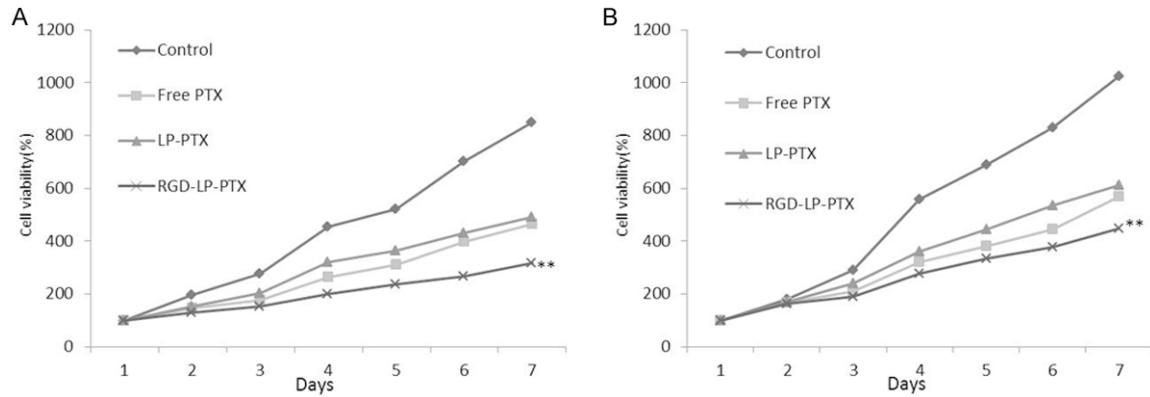 A
1200
1000
800
600
400
200
0
Cell viability(%)
Control
Free PTX
LP-PTX
RGD-LP-PTX
**
1 2 3 4 5 6 7
Days
B
1200
1000
800
600
400
200
0
Cell viability(%)
Control
Free PTX
LP-PTX
RGD-LP-PTX
**
1 2 3 4 5 6 7
Days